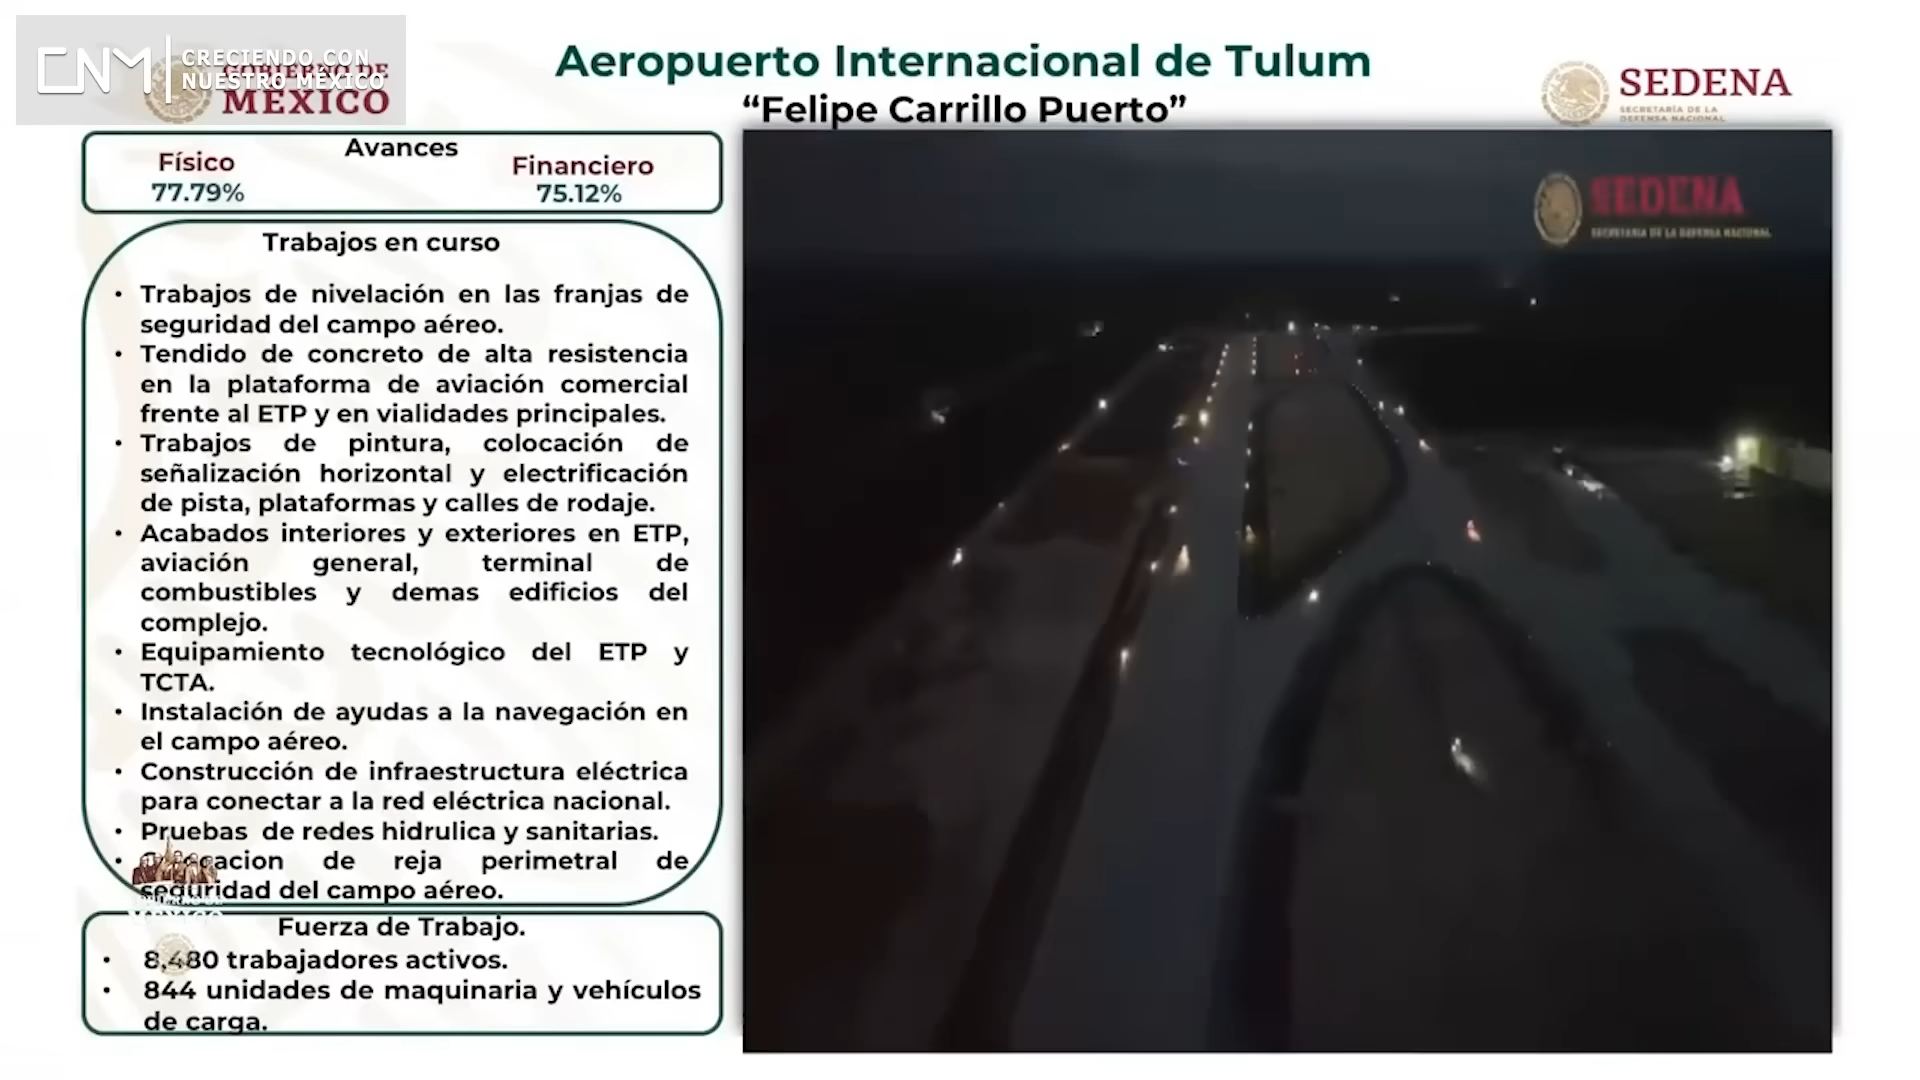 CNM
CRECIENDO CON
NUESTRO MÉXICO
GOBIERNO DE
MÉXICO
Aeropuerto Internacional de Tulum
“Felipe Carrillo Puerto”
SEDENA
SECRETARÍA DE LA
DEFENSA NACIONAL
Avances
Físico
77.79%
Financiero
75.12%
SEDENA
SECRETARIA DE LA DEFENSA NACIONAL
Trabajos en curso
• Trabajos de nivelación en las franjas de
seguridad del campo aéreo.
• Tendido de concreto de alta resistencia
en la plataforma de aviación comercial
frente al ETP y en vialidades principales.
• Trabajos de pintura, colocación de
señalización horizontal y electrificación
de pista, plataformas y calles de rodaje.
• Acabados interiores y exteriores en ETP,
aviación general, terminal de
combustibles y demas edificios del
complejo.
• Equipamiento tecnológico del ETP y
TCTA.
• Instalación de ayudas a la navegación en
el campo aéreo.
• Construcción de infraestructura eléctrica
para conectar a la red eléctrica nacional.
• Pruebas de redes hidrulica y sanitarias.
• de reja perimetral de
seguridad del campo aéreo.
GOBIERNO DE
MÉXICO
Fuerza de Trabajo.
• 8,480 trabajadores activos.
• 844 unidades de maquinaria y vehículos
de carga.